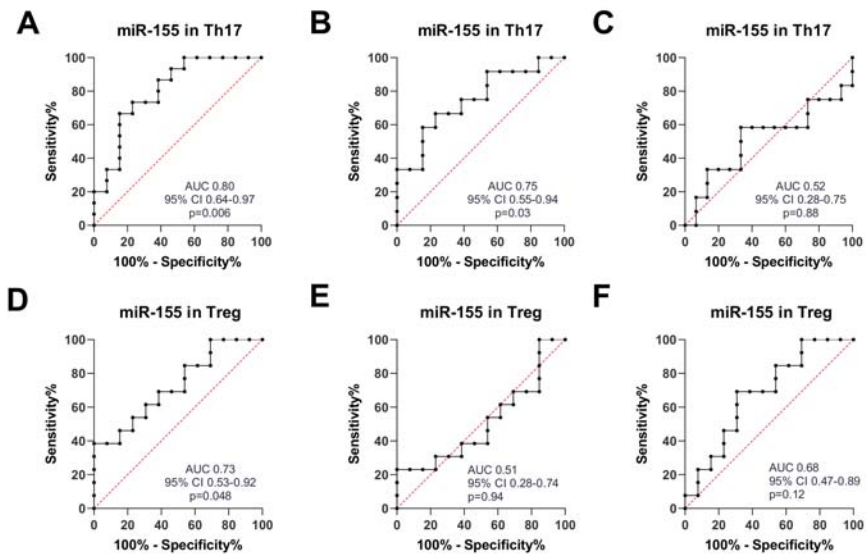 A
miR-155 in Th17
Sensitivity%
100
80
60
40
20
0
AUC 0.80
95% CI 0.64-0.97
p=0.006
0 20 40 60 80 100
100% - Specificity%
B
miR-155 in Th17
Sensitivity%
100
80
60
40
20
0
AUC 0.75
95% CI 0.55-0.94
p=0.03
0 20 40 60 80 100
100% - Specificity%
C
miR-155 in Th17
Sensitivity%
100
80
60
40
20
0
AUC 0.52
95% CI 0.28-0.75
p=0.88
0 20 40 60 80 100
100% - Specificity%
D
miR-155 in Treg
Sensitivity%
100
80
60
40
20
0
AUC 0.73
95% CI 0.53-0.92
p=0.048
0 20 40 60 80 100
100% - Specificity%
E
miR-155 in Treg
Sensitivity%
100
80
60
40
20
0
AUC 0.51
95% CI 0.28-0.74
p=0.94
0 20 40 60 80 100
100% - Specificity%
F
miR-155 in Treg
Sensitivity%
100
80
60
40
20
0
AUC 0.68
95% CI 0.47-0.89
p=0.12
0 20 40 60 80 100
100% - Specificity%